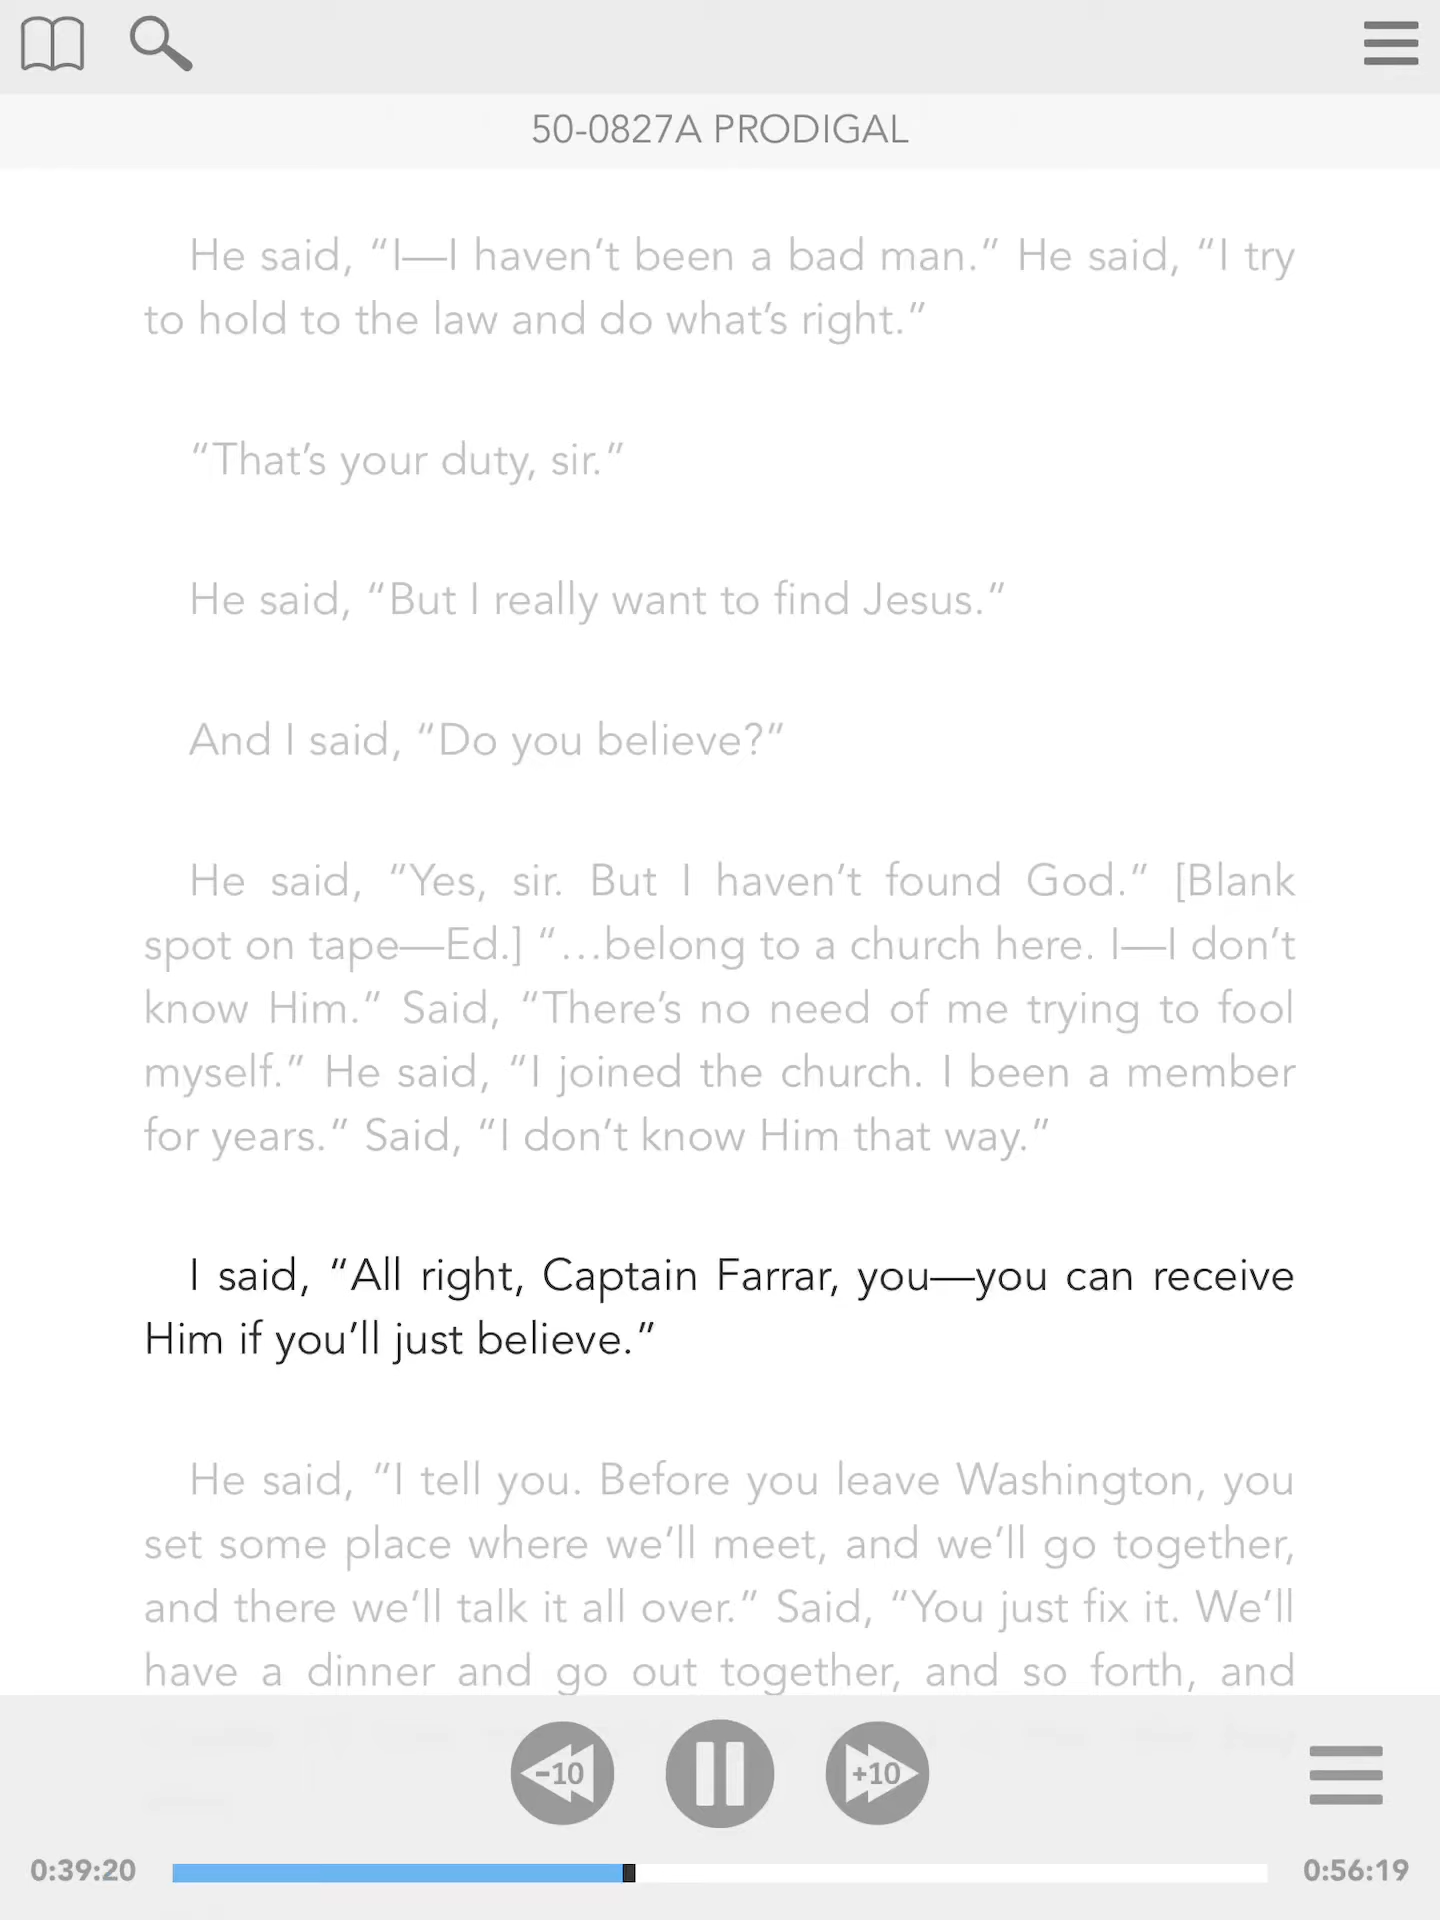 50-0827A PRODIGAL
He said, “I—I haven’t been a bad man.” He said, “I try
to hold to the law and do what’s right.”
“That’s your duty, sir.”
He said, “But I really want to find Jesus.”
And I said, “Do you believe?”
He said, “Yes, sir. But I haven’t found God.” [Blank
spot on tape—Ed.] “…belong to a church here. I—I don’t
know Him.” Said, “There’s no need of me trying to fool
myself.” He said, “I joined the church. I been a member
for years.” Said, “I don’t know Him that way.”
I said, “All right, Captain Farrar, you—you can receive
Him if you’ll just believe.”
He said, “I tell you. Before you leave Washington, you
set some place where we’ll meet, and we’ll go together,
and there we’ll talk it all over.” Said, “You just fix it. We’ll
have a dinner and go out together, and so forth, and
-10
+10
0:39:20
0:56:19